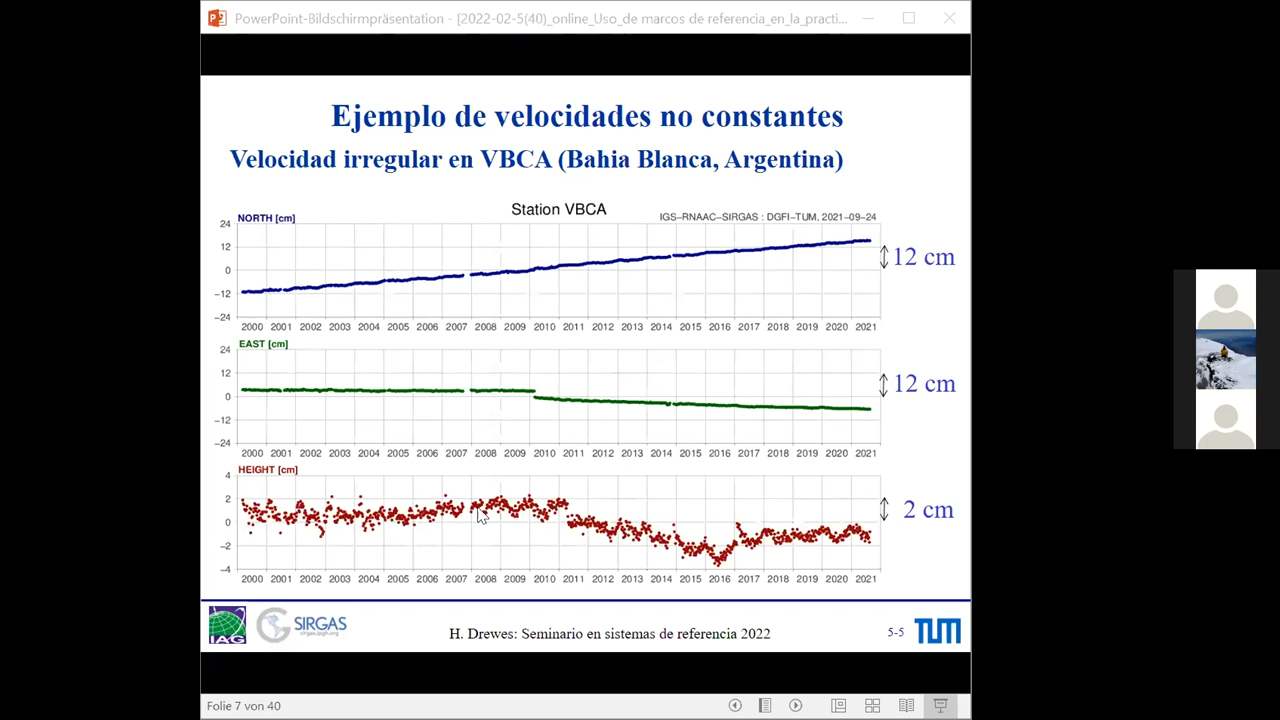 PowerPoint-Bildschirmpräsentation - [2022-02-5(40)_online_Uso_de marcos de referencia_en_la_practi...
Ejemplo de velocidades no constantes
Velocidad irregular en VBCA (Bahia Blanca, Argentina)
Station VBCA
NORTH [cm]
IGS-RNAAC-SIRGAS : DGFI-TUM, 2021-09-24
24
12
0
-12
-24
12 cm
2000 2001 2002 2003 2004 2005 2006 2007 2008 2009 2010 2011 2012 2013 2014 2015 2016 2017 2018 2019 2020 2021
EAST [cm]
24
12
0
-12
-24
12 cm
2000 2001 2002 2003 2004 2005 2006 2007 2008 2009 2010 2011 2012 2013 2014 2015 2016 2017 2018 2019 2020 2021
HEIGHT [cm]
4
2
0
-2
-4
2 cm
2000 2001 2002 2003 2004 2005 2006 2007 2008 2009 2010 2011 2012 2013 2014 2015 2016 2017 2018 2019 2020 2021
IAG
SIRGAS
sirgas.ipgh.org
H. Drewes: Seminario en sistemas de referencia 2022
5-5
TUM
Folie 7 von 40